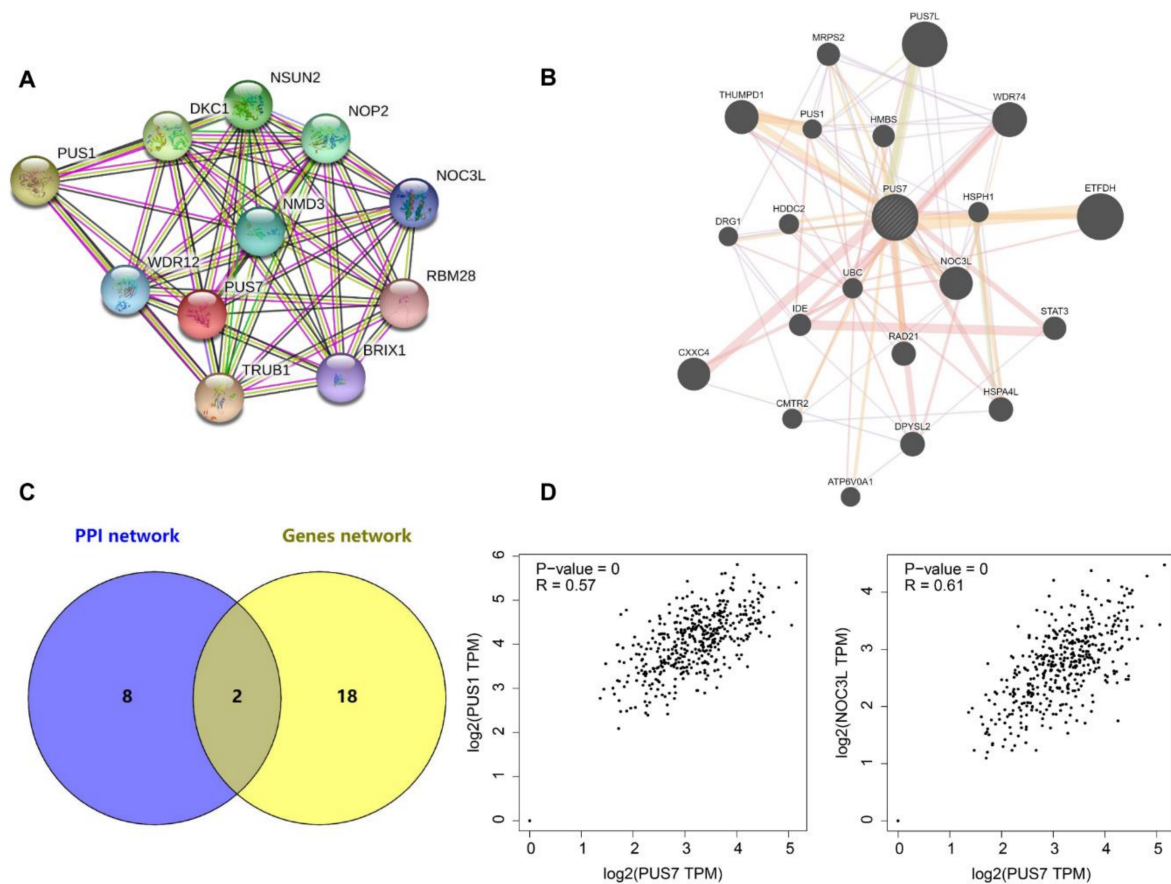 A
NSUN2
DKC1
NOP2
PUS1
NOC3L
NMD3
WDR12
PUS7
RBM28
BRIX1
TRUB1
B
PUS7L
MRPS2
THUMPD1
WDR74
PUS1
HMBS
PUS7
ETFDH
HSPH1
HDDC2
DRG1
NOC3L
UBC
IDE
STAT3
RAD21
CXXC4
HSPA4L
CMTR2
DPYSL2
ATP6V0A1
C
PPI network
Genes network
8
2
18
D
P-value = 0
R = 0.57
log2(PUS1 TPM)
6
5
4
3
2
1
0
0 1 2 3 4 5
log2(PUS7 TPM)
P-value = 0
R = 0.61
log2(NOC3L TPM)
4
3
2
1
0
0 1 2 3 4 5
log2(PUS7 TPM)